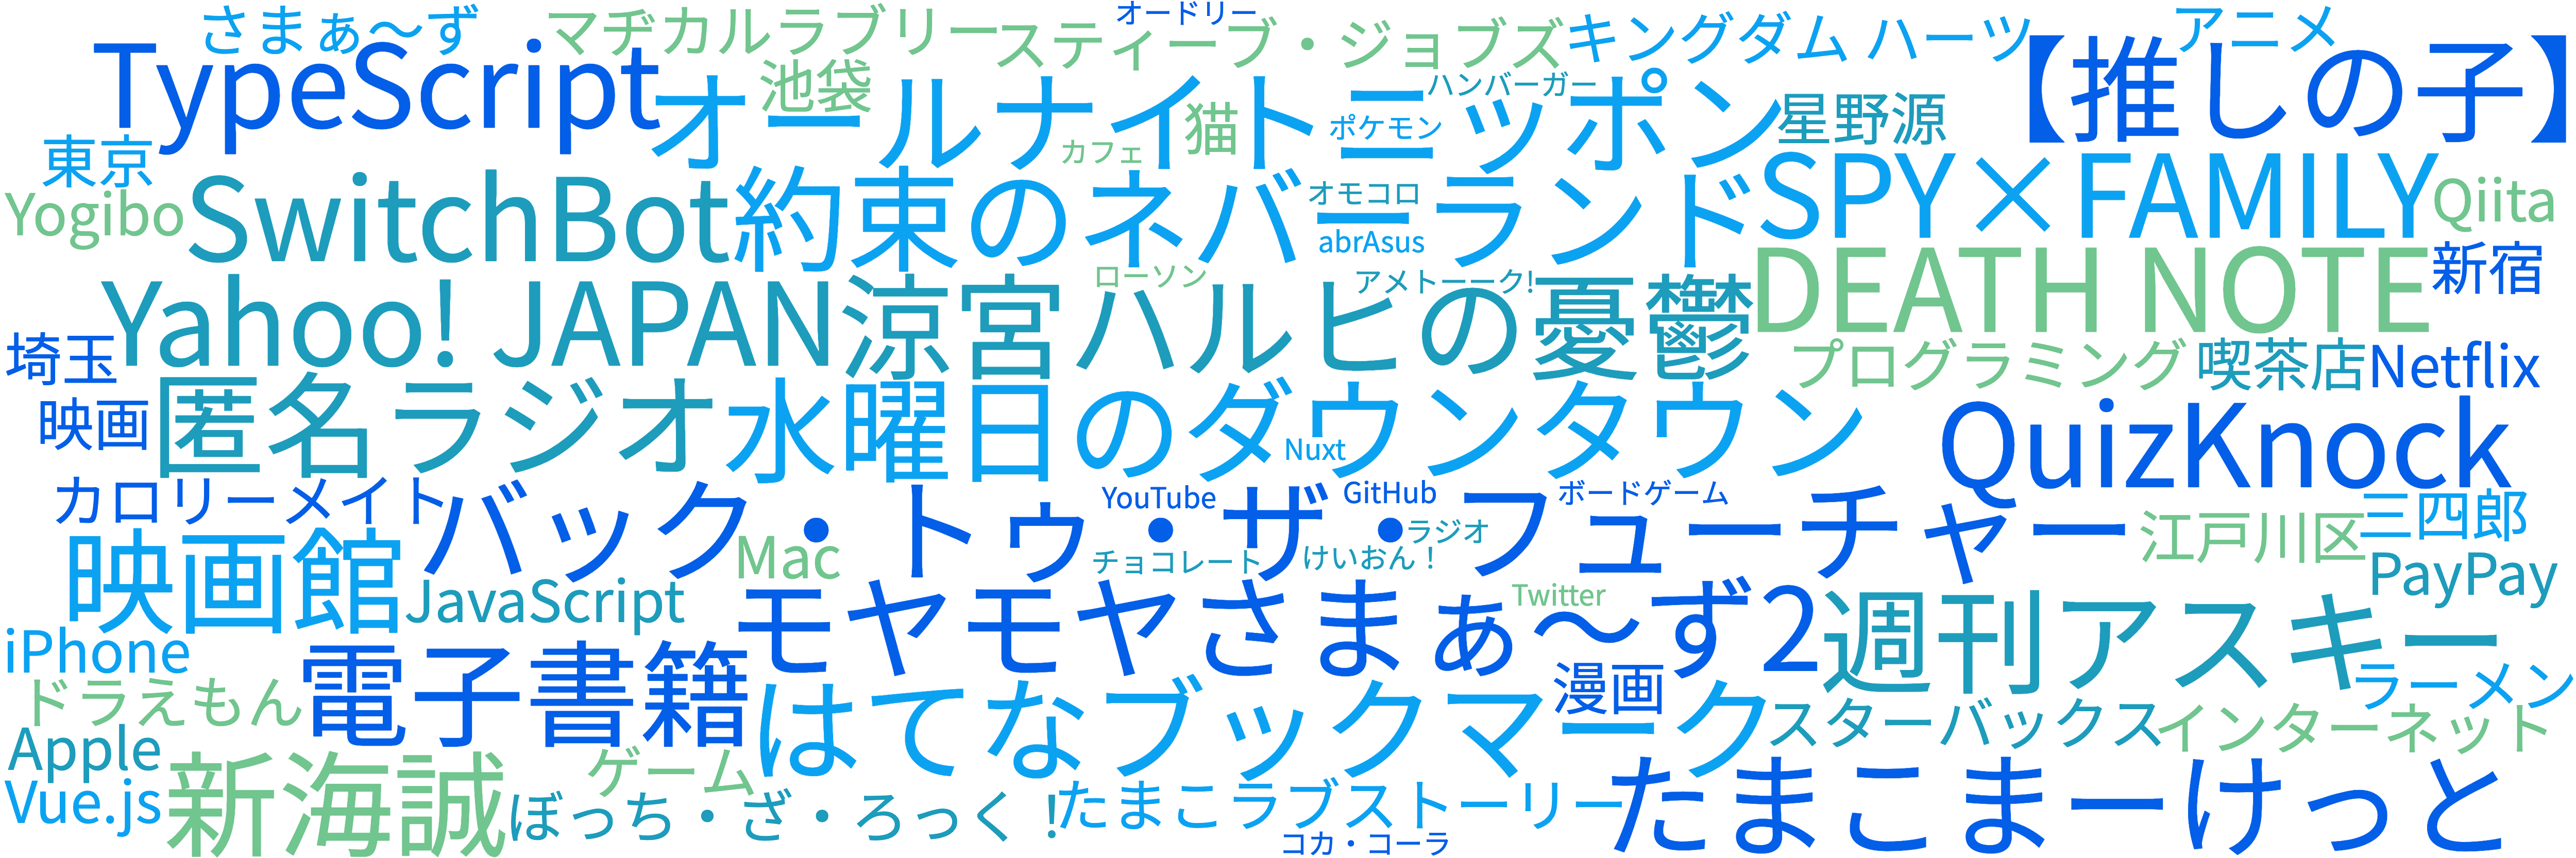 さまぁ～ず
マヂカルラブリー
スティーブ・ジョブズ
オードリー
キングダム ハーツ
アニメ
TypeScript
オールナイトニッポン
池袋
猫
カフェ
ハンバーガー
ポケモン
星野源
【推しの子】
東京
Yogibo
SwitchBot
約束のネバーランド
オモコロ
abrAsus
SPY×FAMILY
Qiita
Yahoo! JAPAN
涼宮ハルヒの憂鬱
ローソン
アメトーーク!
DEATH NOTE
新宿
埼玉
映画
匿名ラジオ
水曜日のダウンタウン
Nuxt
プログラミング
喫茶店
Netflix
QuizKnock
カロリーメイト
バック・トゥ・ザ・フューチャー
YouTube
GitHub
ボードゲーム
ラジオ
チョコレート
けいおん！
江戸川区
三四郎
映画館
Mac
JavaScript
モヤモヤさまぁ～ず2
Twitter
週刊アスキー
PayPay
iPhone
ドラえもん
電子書籍
はてなブックマーク
漫画
ラーメン
スターバックス
インターネット
Apple
Vue.js
新海誠
ゲーム
ぼっち・ざ・ろっく！
たまこラブストーリー
コカ・コーラ
たまこまーけっと